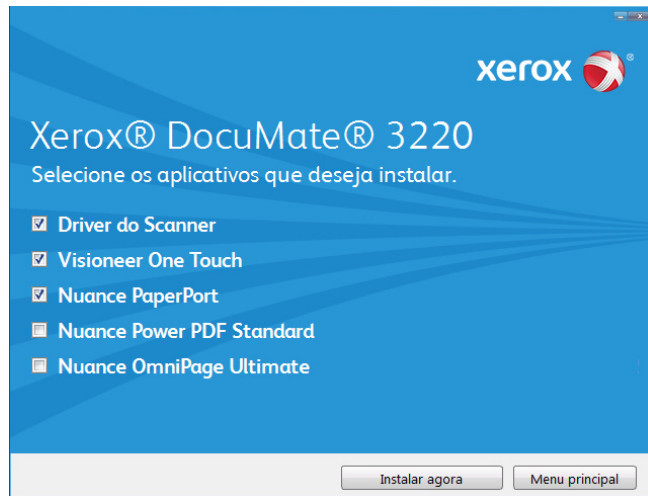 xerox ®
Xerox® DocuMate® 3220
Selecione os aplicativos que deseja instalar.
Driver do Scanner
Visioneer One Touch
Nuance PaperPort
Nuance Power PDF Standard
Nuance OmniPage Ultimate
Instalar agora Menu principal